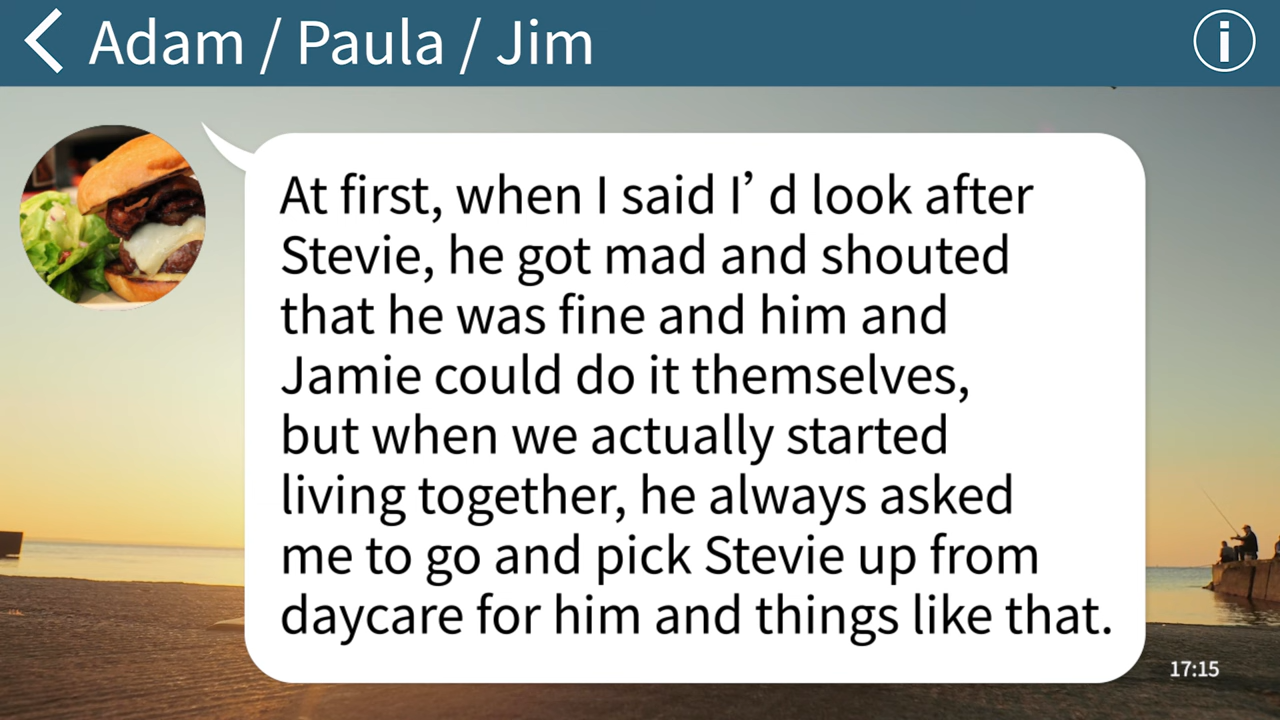 Adam / Paula / Jim
At first, when I said I’d look after
Stevie, he got mad and shouted
that he was fine and him and
Jamie could do it themselves,
but when we actually started
living together, he always asked
me to go and pick Stevie up from
daycare for him and things like that.
17:15